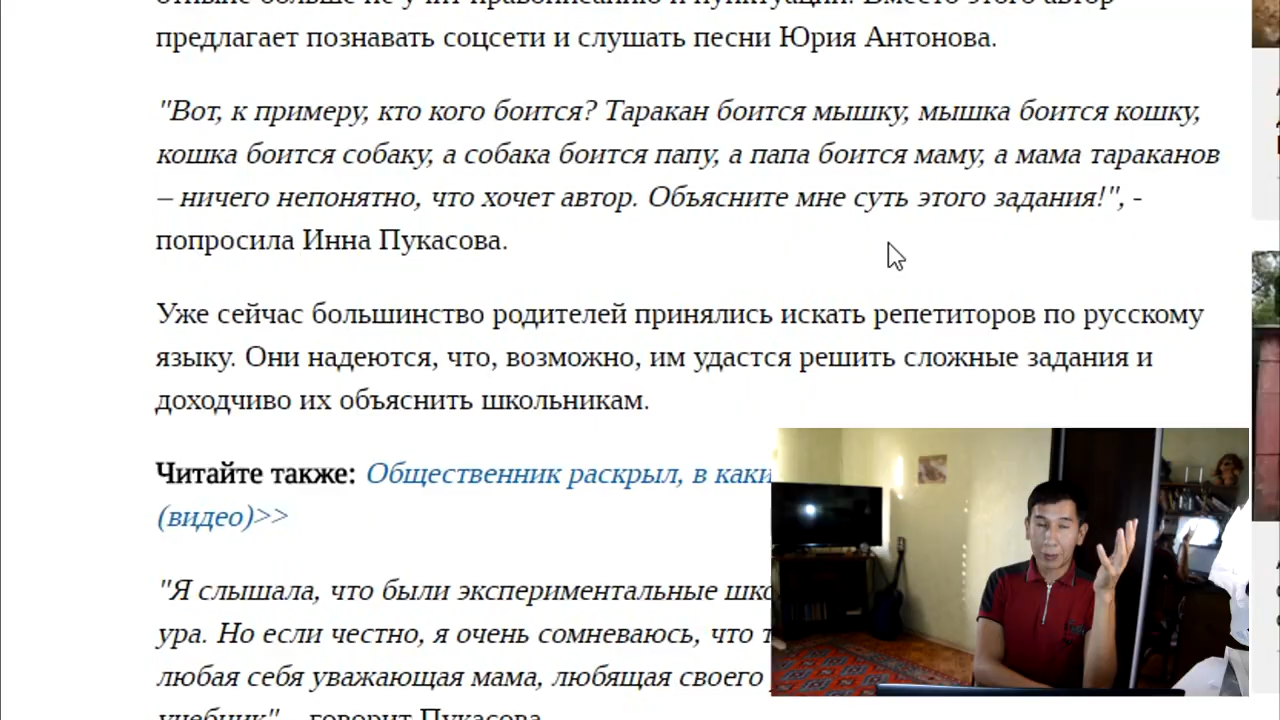 отныне больше не учит правописанию и пунктуации. Вместо этого автор
предлагает познавать соцсети и слушать песни Юрия Антонова.
"Вот, к примеру, кто кого боится? Таракан боится мышку, мышка боится кошку,
кошка боится собаку, а собака боится папу, а папа боится маму, а мама тараканов
– ничего непонятно, что хочет автор. Объясните мне суть этого задания!", -
попросила Инна Пукасова.
Уже сейчас большинство родителей принялись искать репетиторов по русскому
языку. Они надеются, что, возможно, им удастся решить сложные задания и
доходчиво их объяснить школьникам.
Читайте также: Общественник раскрыл, в каки
(видео)>>
"Я слышала, что были экспериментальные шко
ура. Но если честно, я очень сомневаюсь, что т
любая себя уважающая мама, любящая своего
учебник", - говорит Пукасова.